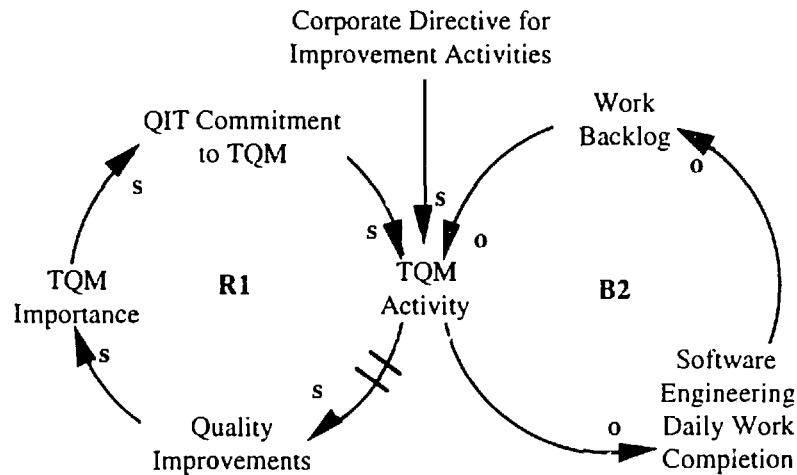 Corporate Directive for
Improvement Activities
QIT Commitment
to TQM
Work
Backlog
s
s
s
o
o
TQM
Importance
R1
TQM
Activity
B2
s
s
Quality
Improvements
o
Software
Engineering
Daily Work
Completion